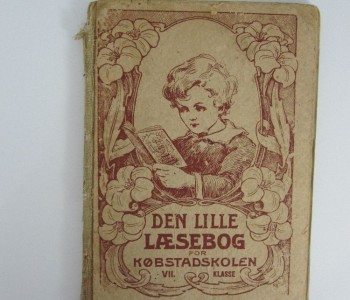 DEN LILLE
LÆSEBOG
FOR
KØBSTADSKOLEN
VII. KLASSE